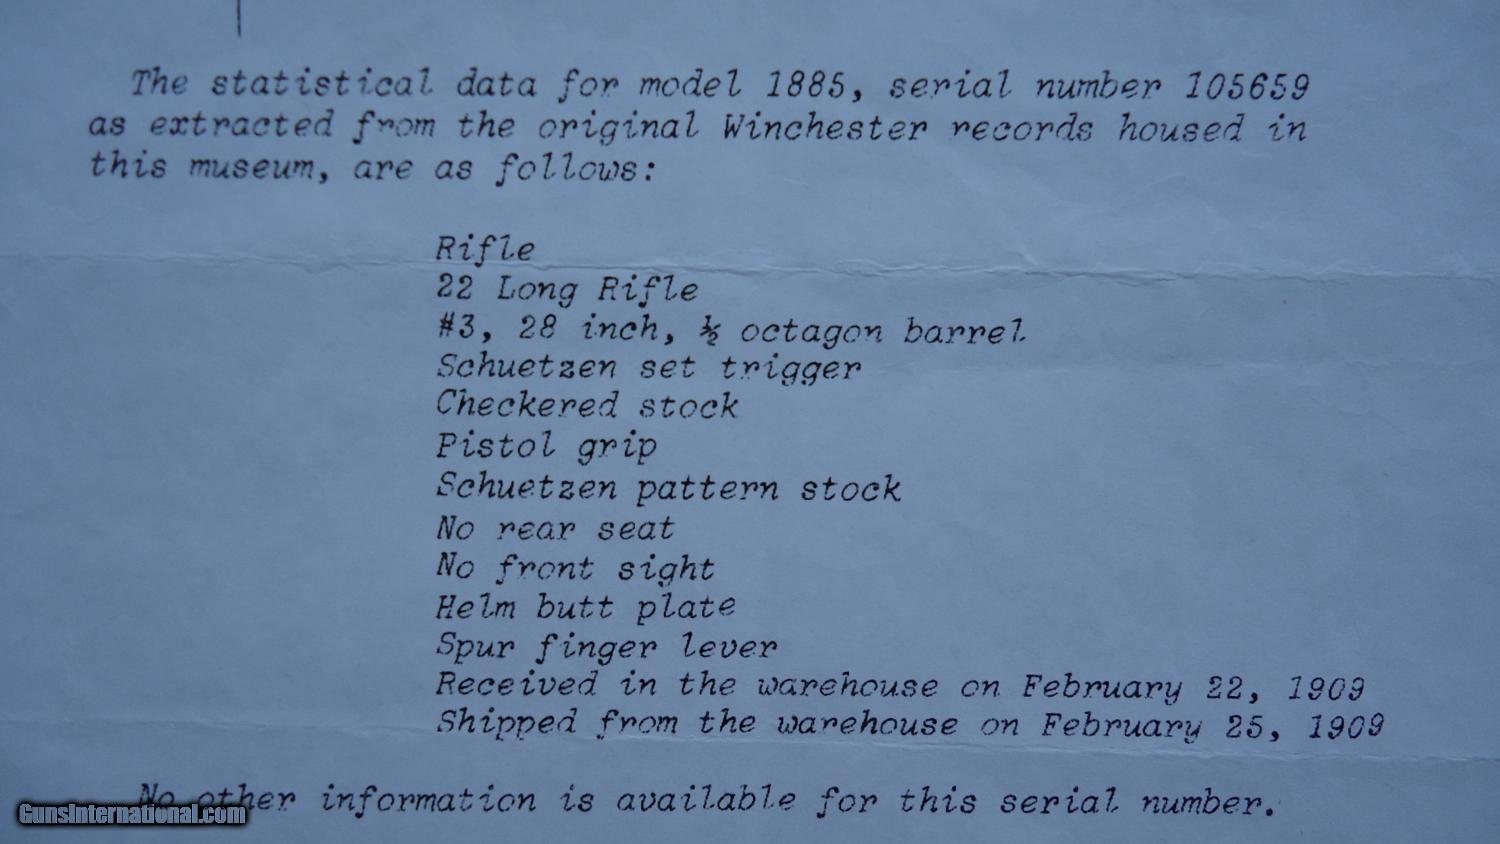 The statistical data for model 1885, serial number 105659
as extracted from the original Winchester records housed in
this museum, are as follows:
Rifle
22 Long Rifle
#3, 28 inch, ½ octagon barrel
Schuetzen set trigger
Checkered stock
Pistol grip
Schuetzen pattern stock
No rear seat
No front sight
Helm butt plate
Spur finger lever
Received in the warehouse on February 22, 1909
Shipped from the warehouse on February 25, 1909
No other information is available for this serial number.
GunsInternational.com